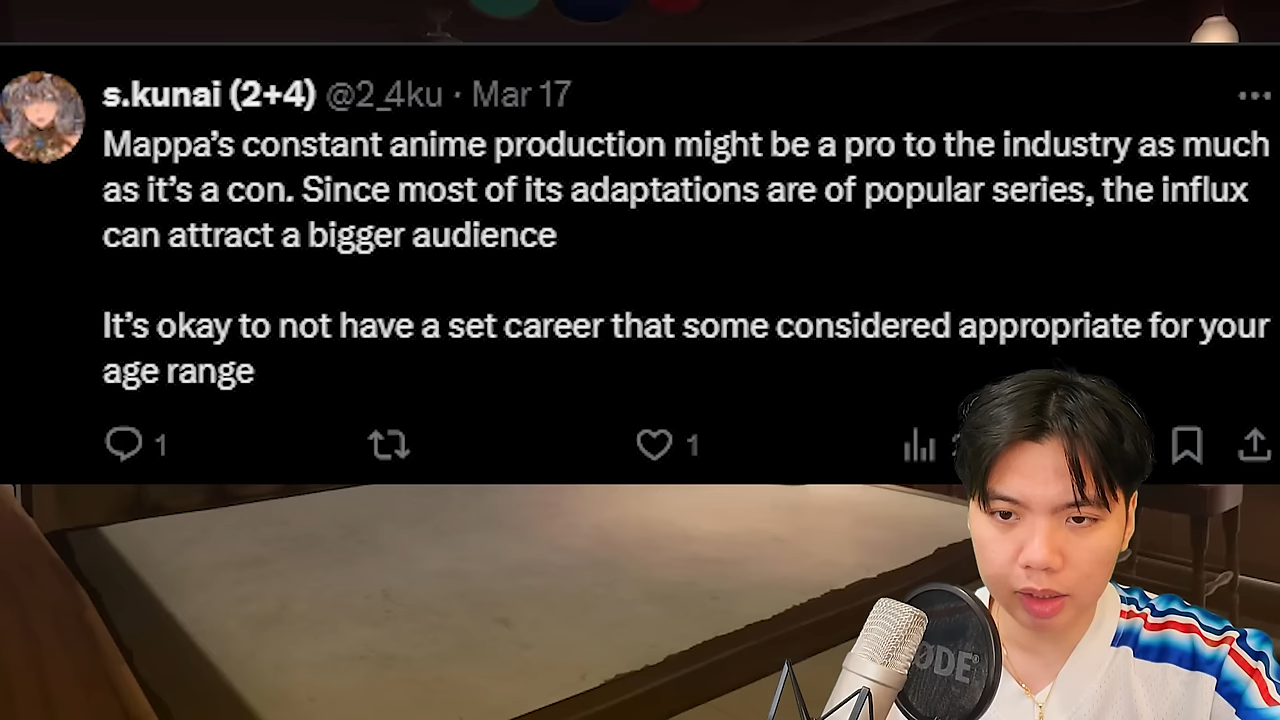 s.kunai (2+4) @2_4ku · Mar 17
Mappa’s constant anime production might be a pro to the industry as much
as it’s a con. Since most of its adaptations are of popular series, the influx
can attract a bigger audience
It’s okay to not have a set career that some considered appropriate for your
age range
1 1
RØDE